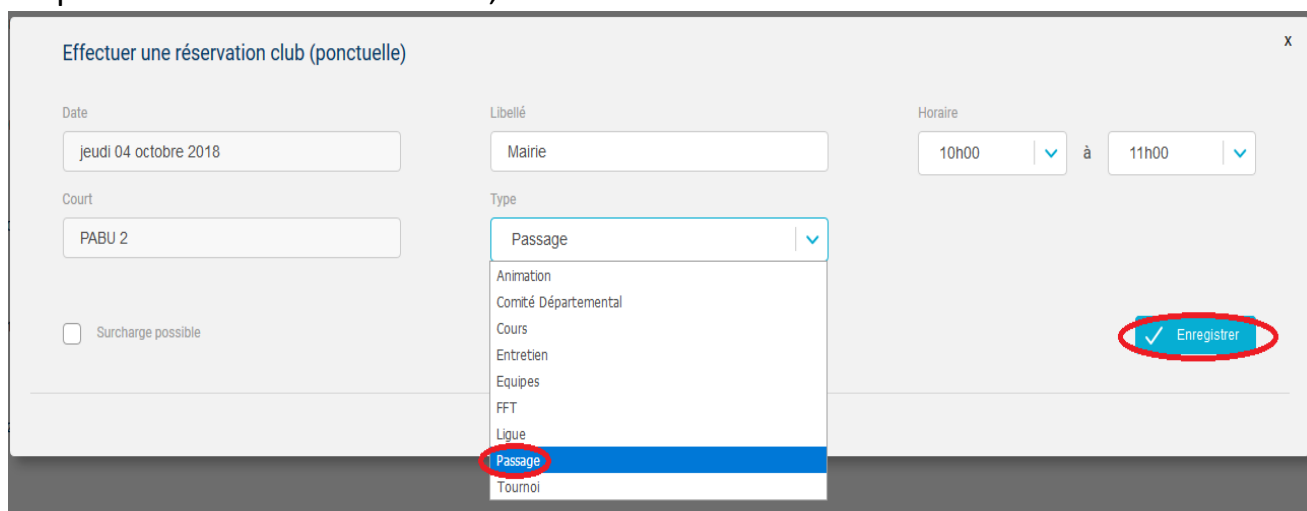 Effectuer une réservation club (ponctuelle)
x
Date
Libellé
Horaire
jeudi 04 octobre 2018
Mairie
10h00
à
11h00
Court
Type
PABU 2
Passage
Animation
Comité Départemental
Cours
Entretien
Equipes
FFT
Ligue
Passage
Tournoi
Surcharge possible
Enregistrer